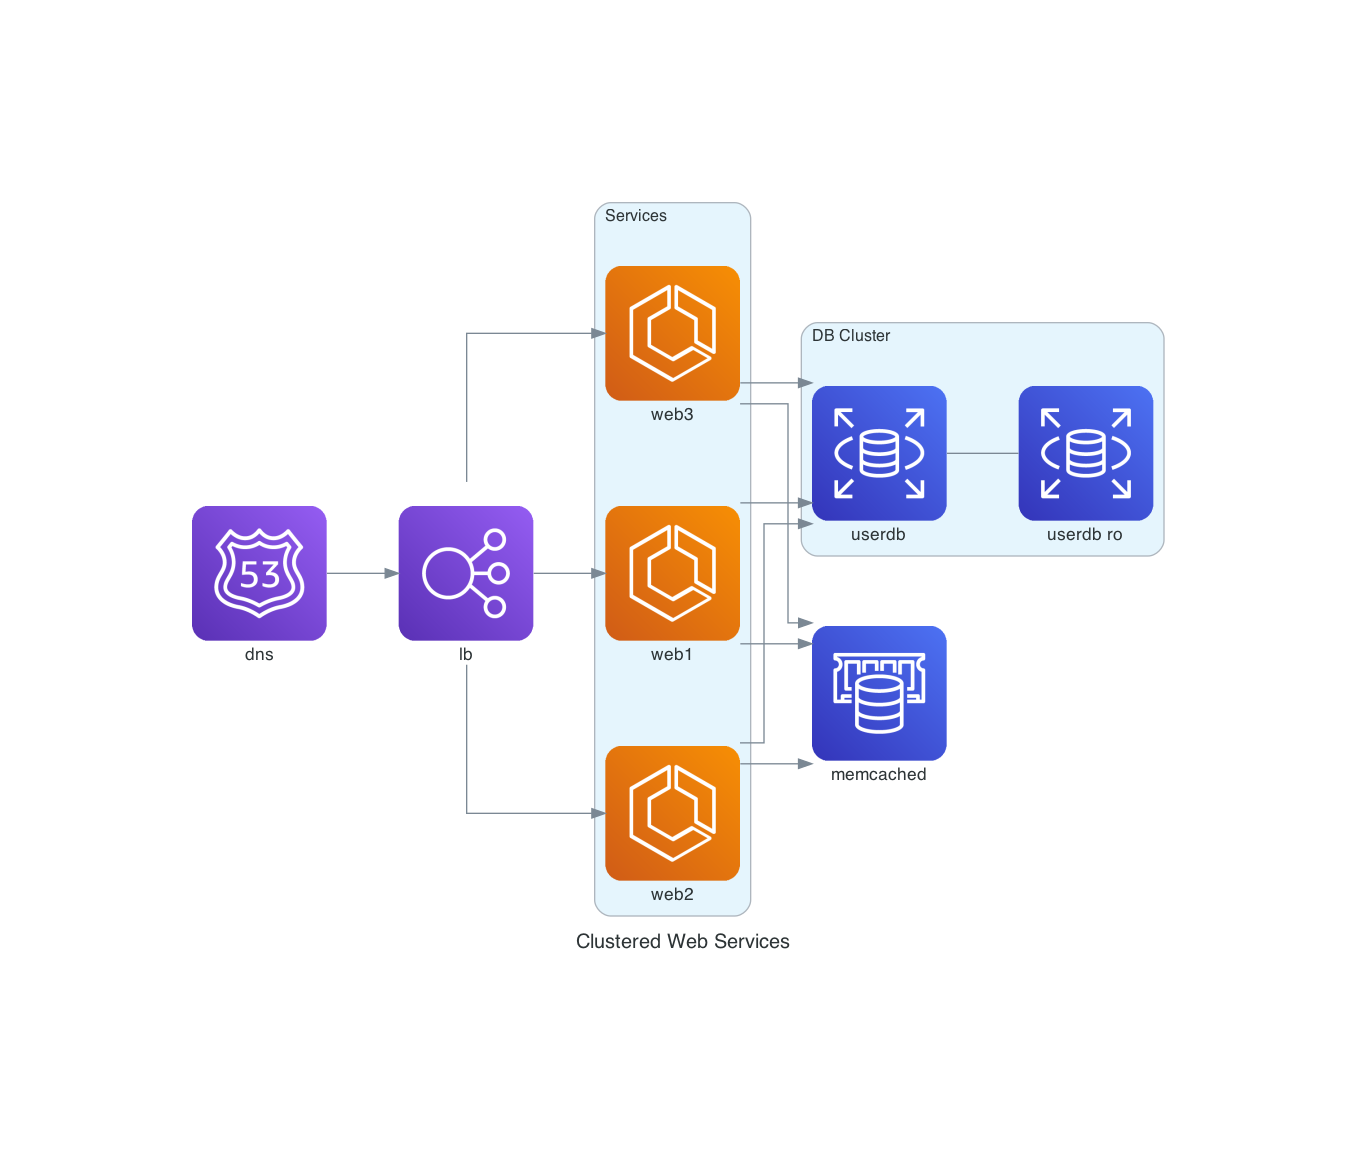 Services
web3
DB Cluster
userdb
userdb ro
53
dns
lb
web1
memcached
web2
Clustered Web Services